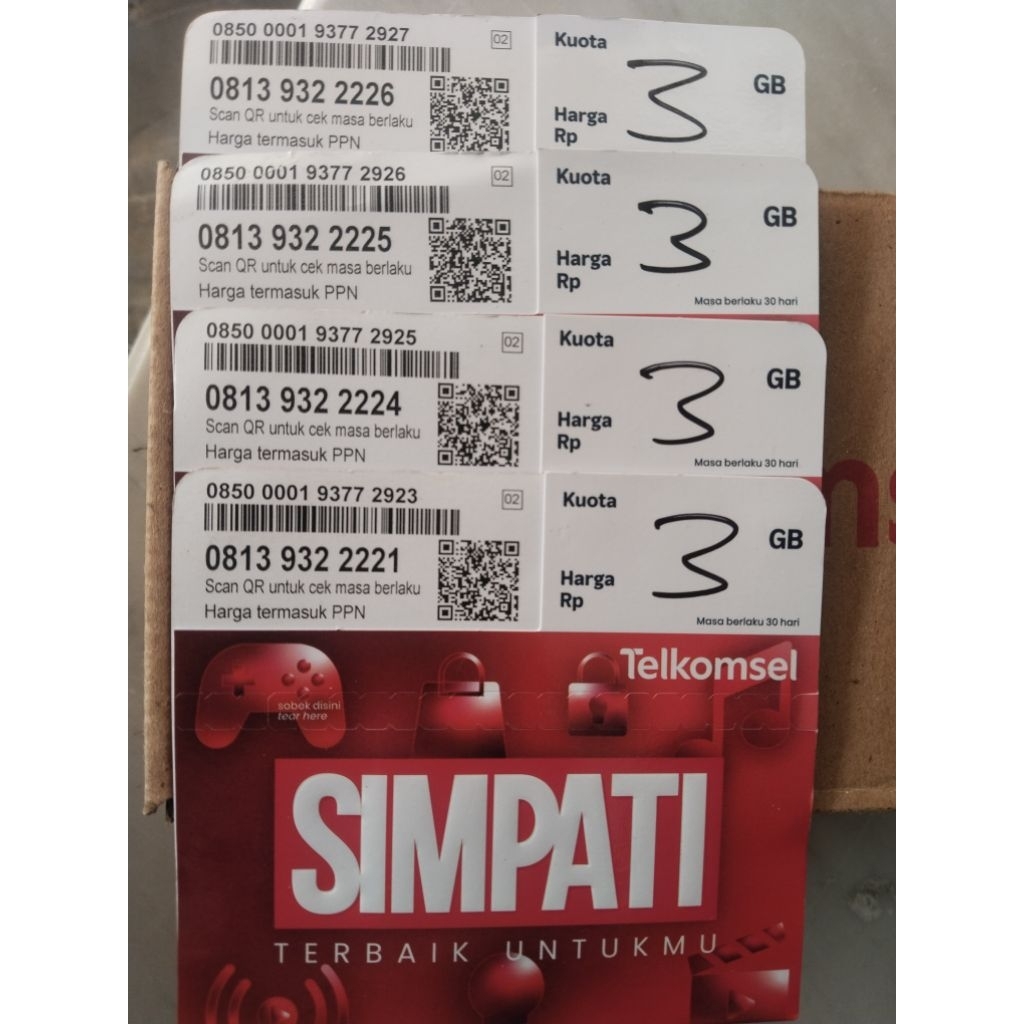 0850 0001 9377 2927
02
0813 932 2226
Scan QR untuk cek masa berlaku
Harga termasuk PPN
Kuota
3 GB
Harga
Rp
0850 0001 9377 2926
02
0813 932 2225
Scan QR untuk cek masa berlaku
Harga termasuk PPN
Kuota
3 GB
Harga
Rp
Masa berlaku 30 hari
0850 0001 9377 2925
02
0813 932 2224
Scan QR untuk cek masa berlaku
Harga termasuk PPN
Kuota
3 GB
Harga
Rp
Masa berlaku 30 hari
0850 0001 9377 2923
02
0813 932 2221
Scan QR untuk cek masa berlaku
Harga termasuk PPN
Kuota
3 GB
Harga
Rp
Masa berlaku 30 hari
Telkomsel
sobek disini
tear here
SIMPATI
TERBAIK UNTUKMU